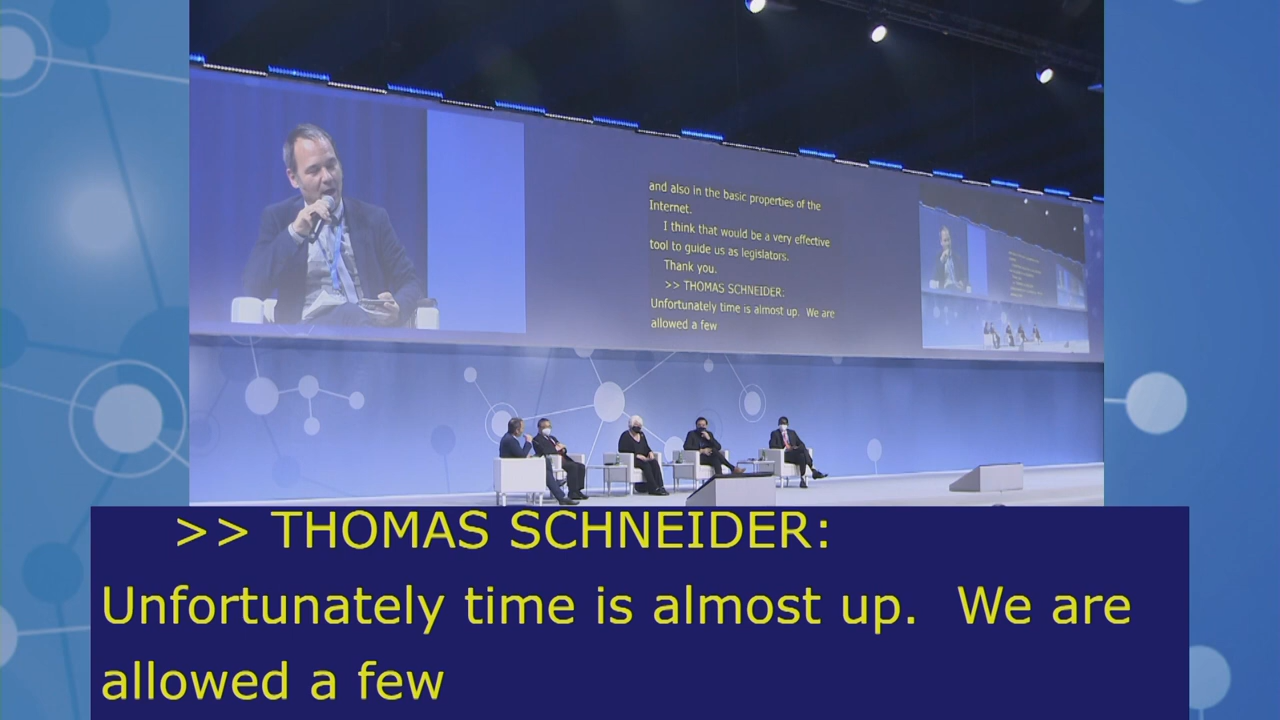 and also in the basic properties of the
Internet.
I think that would be a very effective
tool to guide us as legislators.
Thank you.
>> THOMAS SCHNEIDER:
Unfortunately time is almost up.  We are
allowed a few
>> THOMAS SCHNEIDER:
Unfortunately time is almost up.  We are
allowed a few